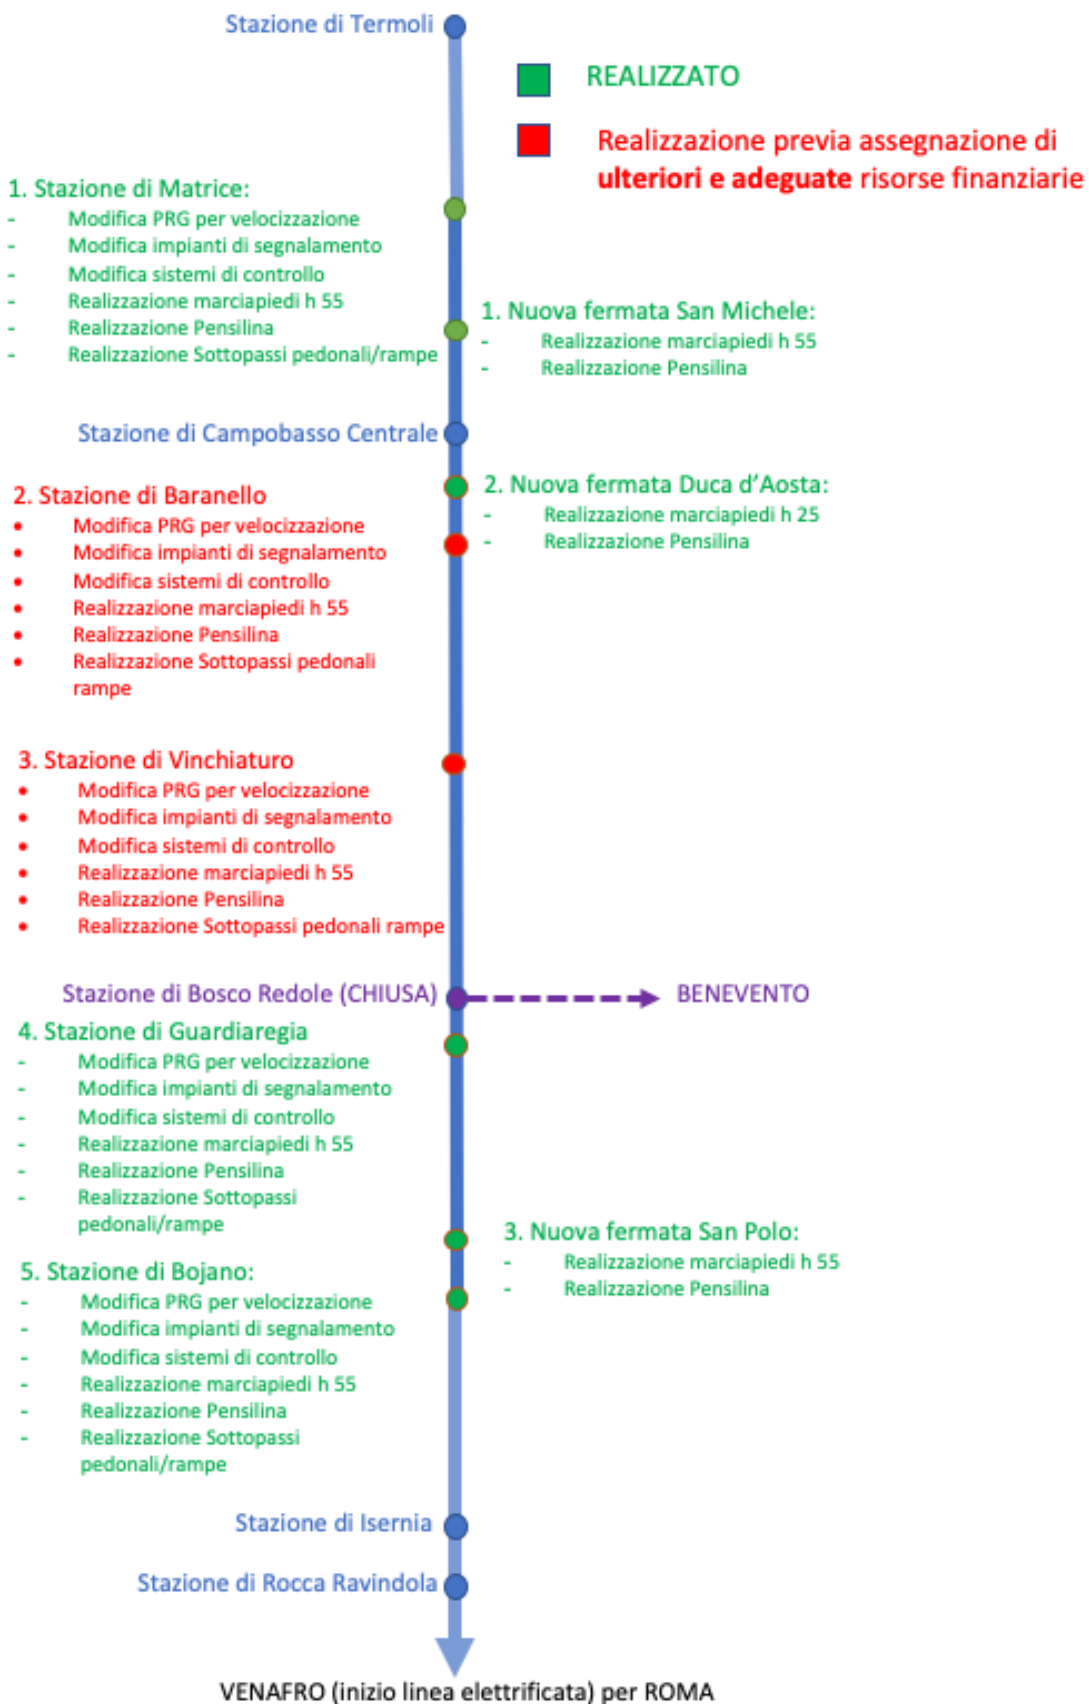 Stazione di Termoli
REALIZZATO
Realizzazione previa assegnazione di
ulteriori e adeguate risorse finanziarie
1. Stazione di Matrice:
- Modifica PRG per velocizzazione
- Modifica impianti di segnalamento
- Modifica sistemi di controllo
- Realizzazione marciapiedi h 55
- Realizzazione Pensilina
- Realizzazione Sottopassi pedonali/rampe
1. Nuova fermata San Michele:
- Realizzazione marciapiedi h 55
- Realizzazione Pensilina
Stazione di Campobasso Centrale
2. Nuova fermata Duca d'Aosta:
- Realizzazione marciapiedi h 25
- Realizzazione Pensilina
2. Stazione di Baranello
• Modifica PRG per velocizzazione
• Modifica impianti di segnalamento
• Modifica sistemi di controllo
• Realizzazione marciapiedi h 55
• Realizzazione Pensilina
• Realizzazione Sottopassi pedonali
rampe
3. Stazione di Vinchiaturo
• Modifica PRG per velocizzazione
• Modifica impianti di segnalamento
• Modifica sistemi di controllo
• Realizzazione marciapiedi h 55
• Realizzazione Pensilina
• Realizzazione Sottopassi pedonali rampe
Stazione di Bosco Redole (CHIUSA)
BENEVENTO
4. Stazione di Guardiaregia
- Modifica PRG per velocizzazione
- Modifica impianti di segnalamento
- Modifica sistemi di controllo
- Realizzazione marciapiedi h 55
- Realizzazione Pensilina
- Realizzazione Sottopassi
pedonali/rampe
3. Nuova fermata San Polo:
- Realizzazione marciapiedi h 55
- Realizzazione Pensilina
5. Stazione di Bojano:
- Modifica PRG per velocizzazione
- Modifica impianti di segnalamento
- Modifica sistemi di controllo
- Realizzazione marciapiedi h 55
- Realizzazione Pensilina
- Realizzazione Sottopassi
pedonali/rampe
Stazione di Isernia
Stazione di Rocca Ravindola
VENAFRO (inizio linea elettrificata) per ROMA